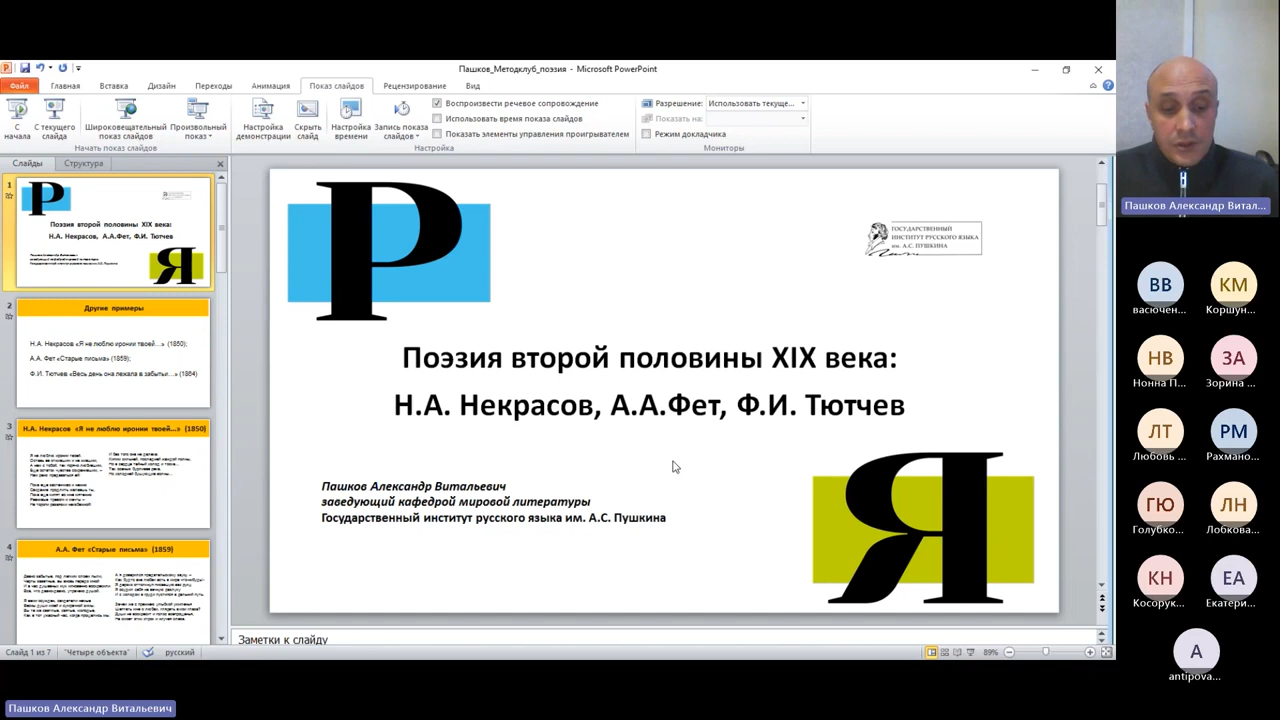 Пашков_Методклуб_поэзия - Microsoft PowerPoint
Файл Главная Вставка Дизайн Переходы Анимация Показ слайдов Рецензирование Вид
С начала
С текущего слайда
Широковещательный показ слайдов
Произвольный показ
Начать показ слайдов
Настройка демонстрации
Скрыть слайд
Настройка времени
Запись показа слайдов
Воспроизвести речевое сопровождение
Использовать время показа слайдов
Показать элементы управления проигрывателем
Настройка
Разрешение: Использовать текуще...
Показать на:
Режим докладчика
Мониторы
Слайды Структура
1
Р
Поэзия второй половины XIX века:
Н.А. Некрасов, А.А.Фет, Ф.И. Тютчев
Я
2
Другие примеры
Н.А. Некрасов «Я не люблю иронии твоей...» (1850);
А.А. Фет «Старые письма» (1859);
Ф.И. Тютчев «Весь день она лежала в забытьи...» (1864)
3
Н.А. Некрасов «Я не люблю иронии твоей...» (1850)
4
А.А. Фет «Старые письма» (1859)
Р
ГОСУДАРСТВЕННЫЙ
ИНСТИТУТ РУССКОГО ЯЗЫКА
им. А.С. ПУШКИНА
Поэзия второй половины XIX века:
Н.А. Некрасов, А.А.Фет, Ф.И. Тютчев
Пашков Александр Витальевич
заведующий кафедрой мировой литературы
Государственный институт русского языка им. А.С. Пушкина
Я
Заметки к слайду
Слайд 1 из 7 "Четыре объекта" русский 89%
Пашков Александр Витал...
ВВ КМ
васючен... Коршун...
НВ ЗА
Нонна П... Зорина ...
ЛТ РМ
Любовь ... Рахмано...
ГЮ ЛН
Голубко... Лобкова...
КН ЕА
Косорук... Екатери...
A
antipova...
Пашков Александр Витальевич